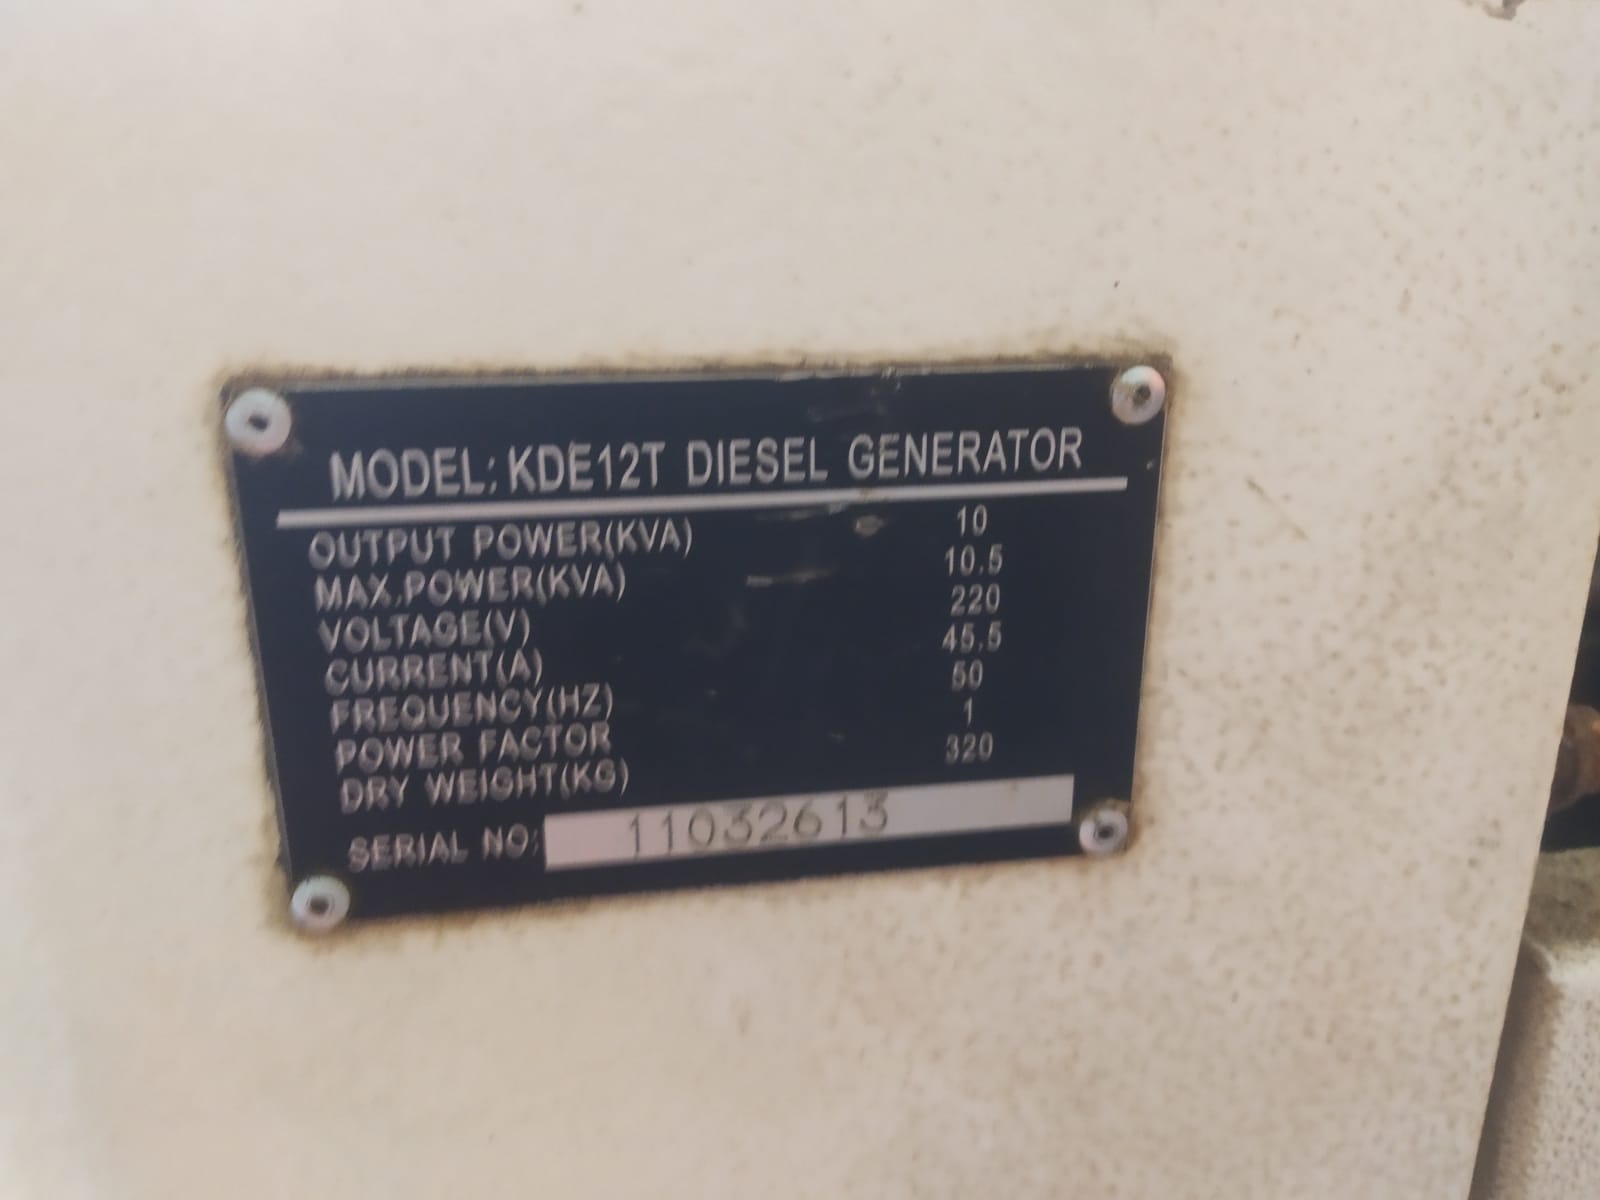 MODEL: KDE12T DIESEL GENERATOR
OUTPUT POWER(KVA) 10
MAX.POWER(KVA) 10.5
VOLTAGE(V) 220
CURRENT(A) 45.5
FREQUENCY(HZ) 50
POWER FACTOR 1
DRY WEIGHT(KG) 320
SERIAL NO: 11032613